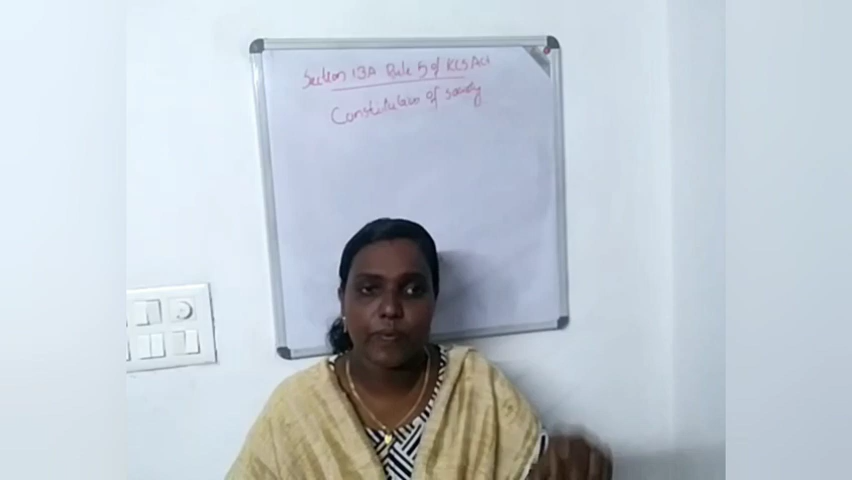 Section 13A Rule 5 of KCS Act
Constitution of society